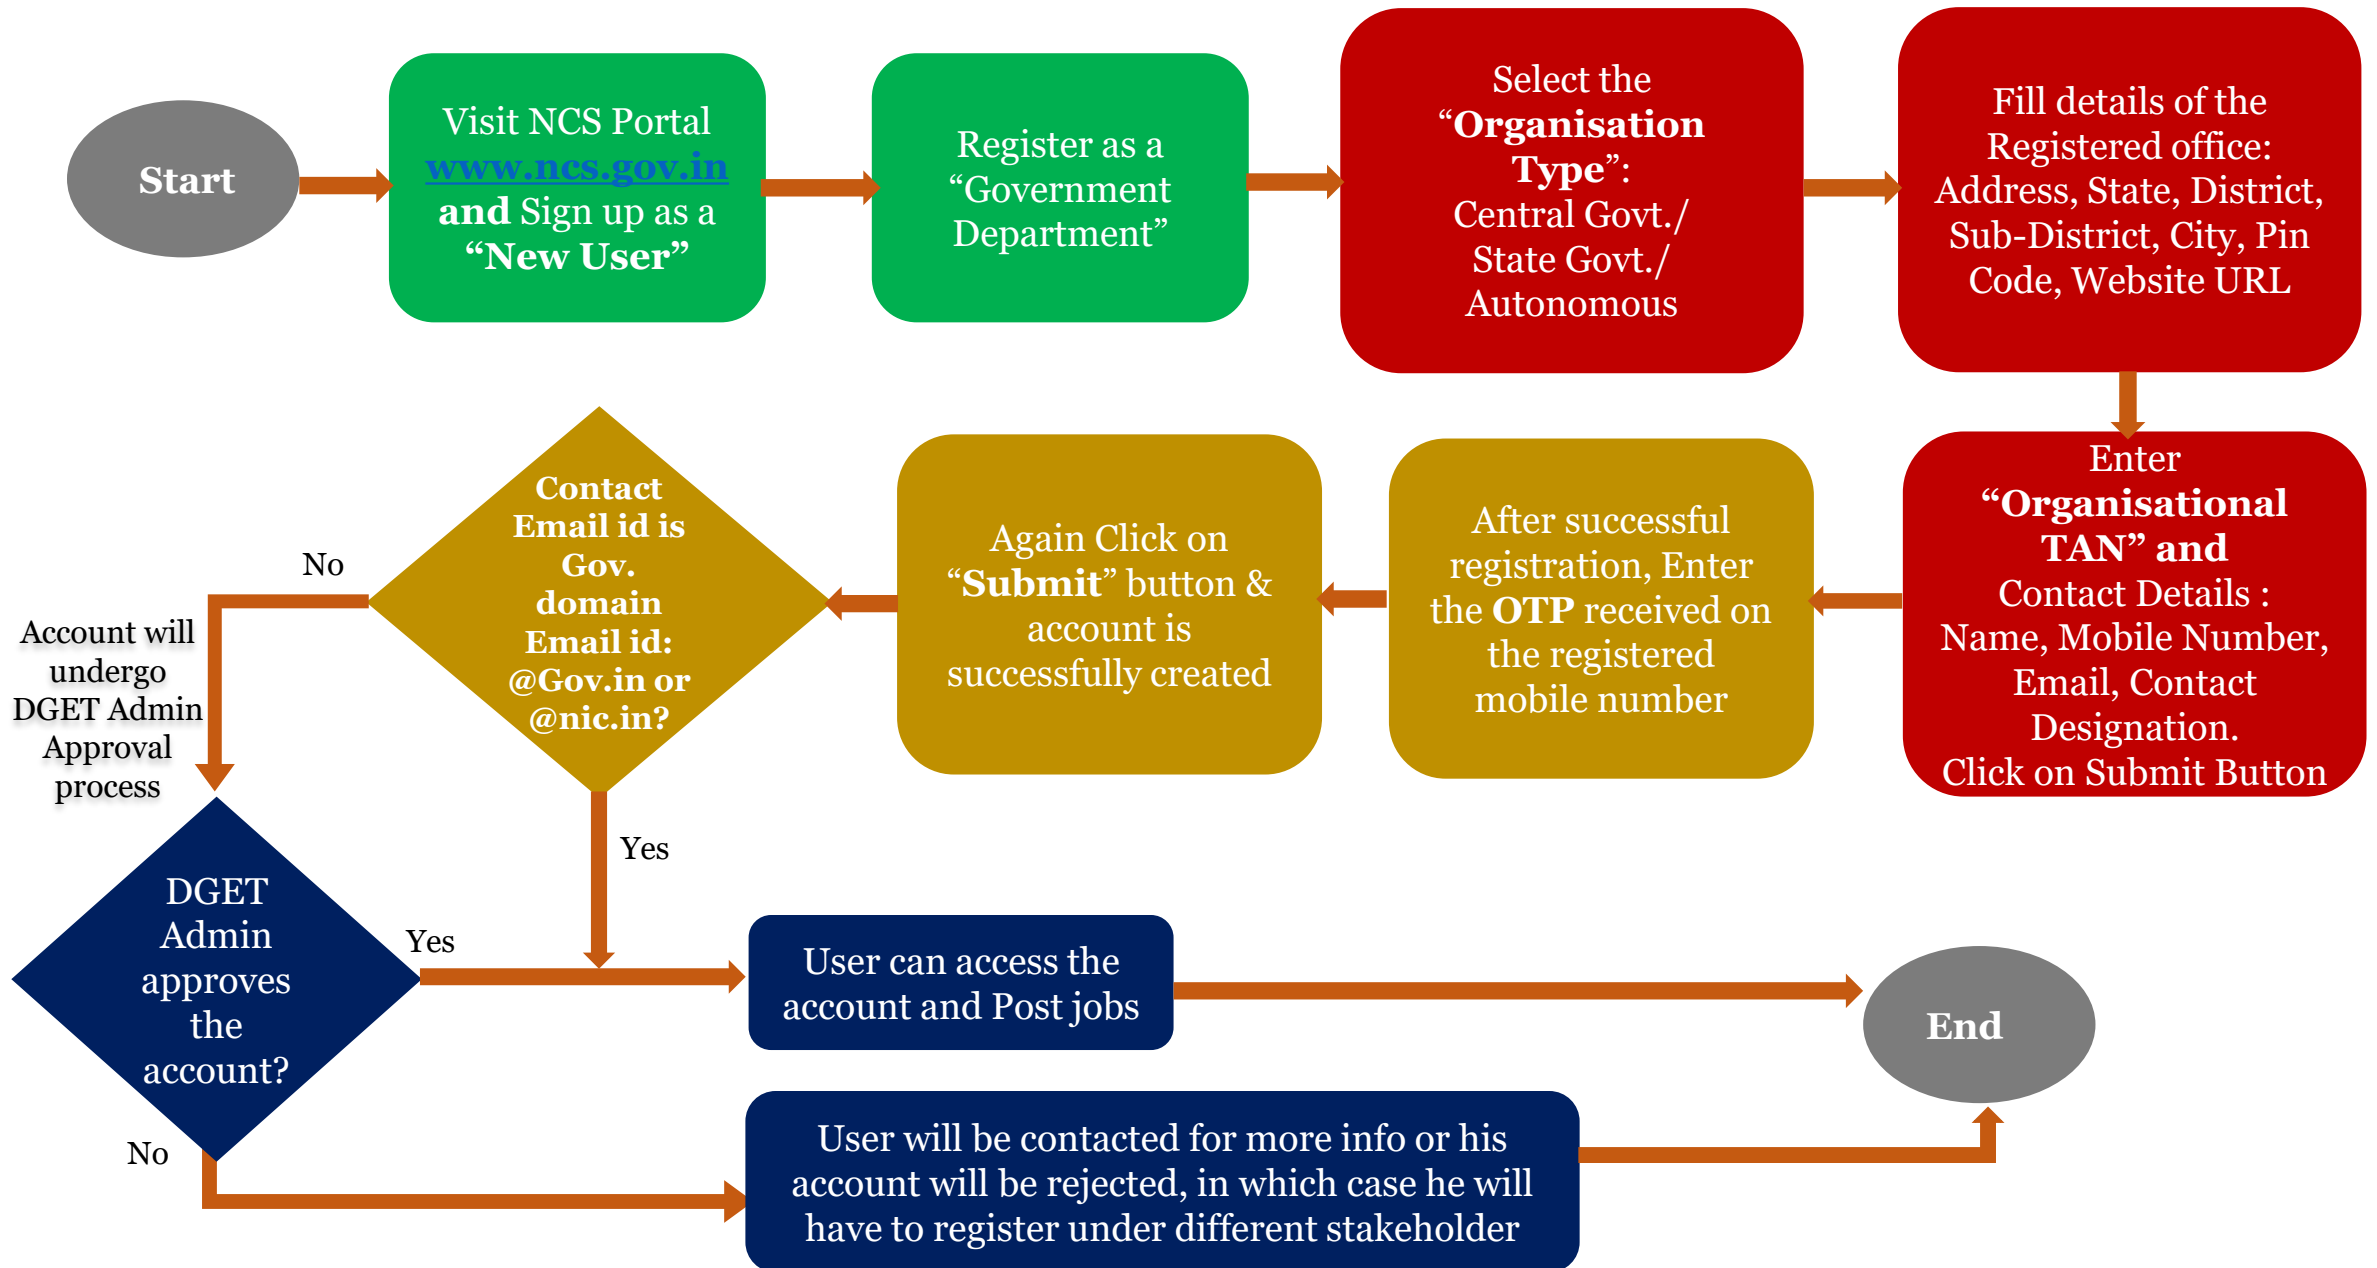 Start
Visit NCS Portal
www.ncs.gov.in
and Sign up as a
“New User”
Register as a
“Government
Department”
Select the
“Organisation
Type”:
Central Govt./
State Govt./
Autonomous
Fill details of the
Registered office:
Address, State, District,
Sub-District, City, Pin
Code, Website URL
Enter
“Organisational
TAN” and
Contact Details :
Name, Mobile Number,
Email, Contact
Designation.
Click on Submit Button
After successful
registration, Enter
the OTP received on
the registered
mobile number
Again Click on
“Submit” button &
account is
successfully created
Contact
Email id is
Gov.
domain
Email id:
@Gov.in or
@nic.in?
No
Account will
undergo
DGET Admin
Approval
process
Yes
DGET
Admin
approves
the
account?
Yes
User can access the
account and Post jobs
No
User will be contacted for more info or his
account will be rejected, in which case he will
have to register under different stakeholder
End